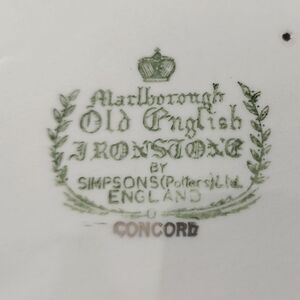 Marlborough
Old English
IRONSTONE
BY
SIMPSONS (Potters) Ltd.
ENGLAND
CONCORD